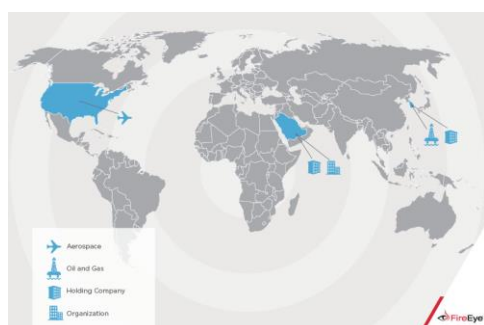 Aerospace
Oil and Gas
Holding Company
Organization
FireEye